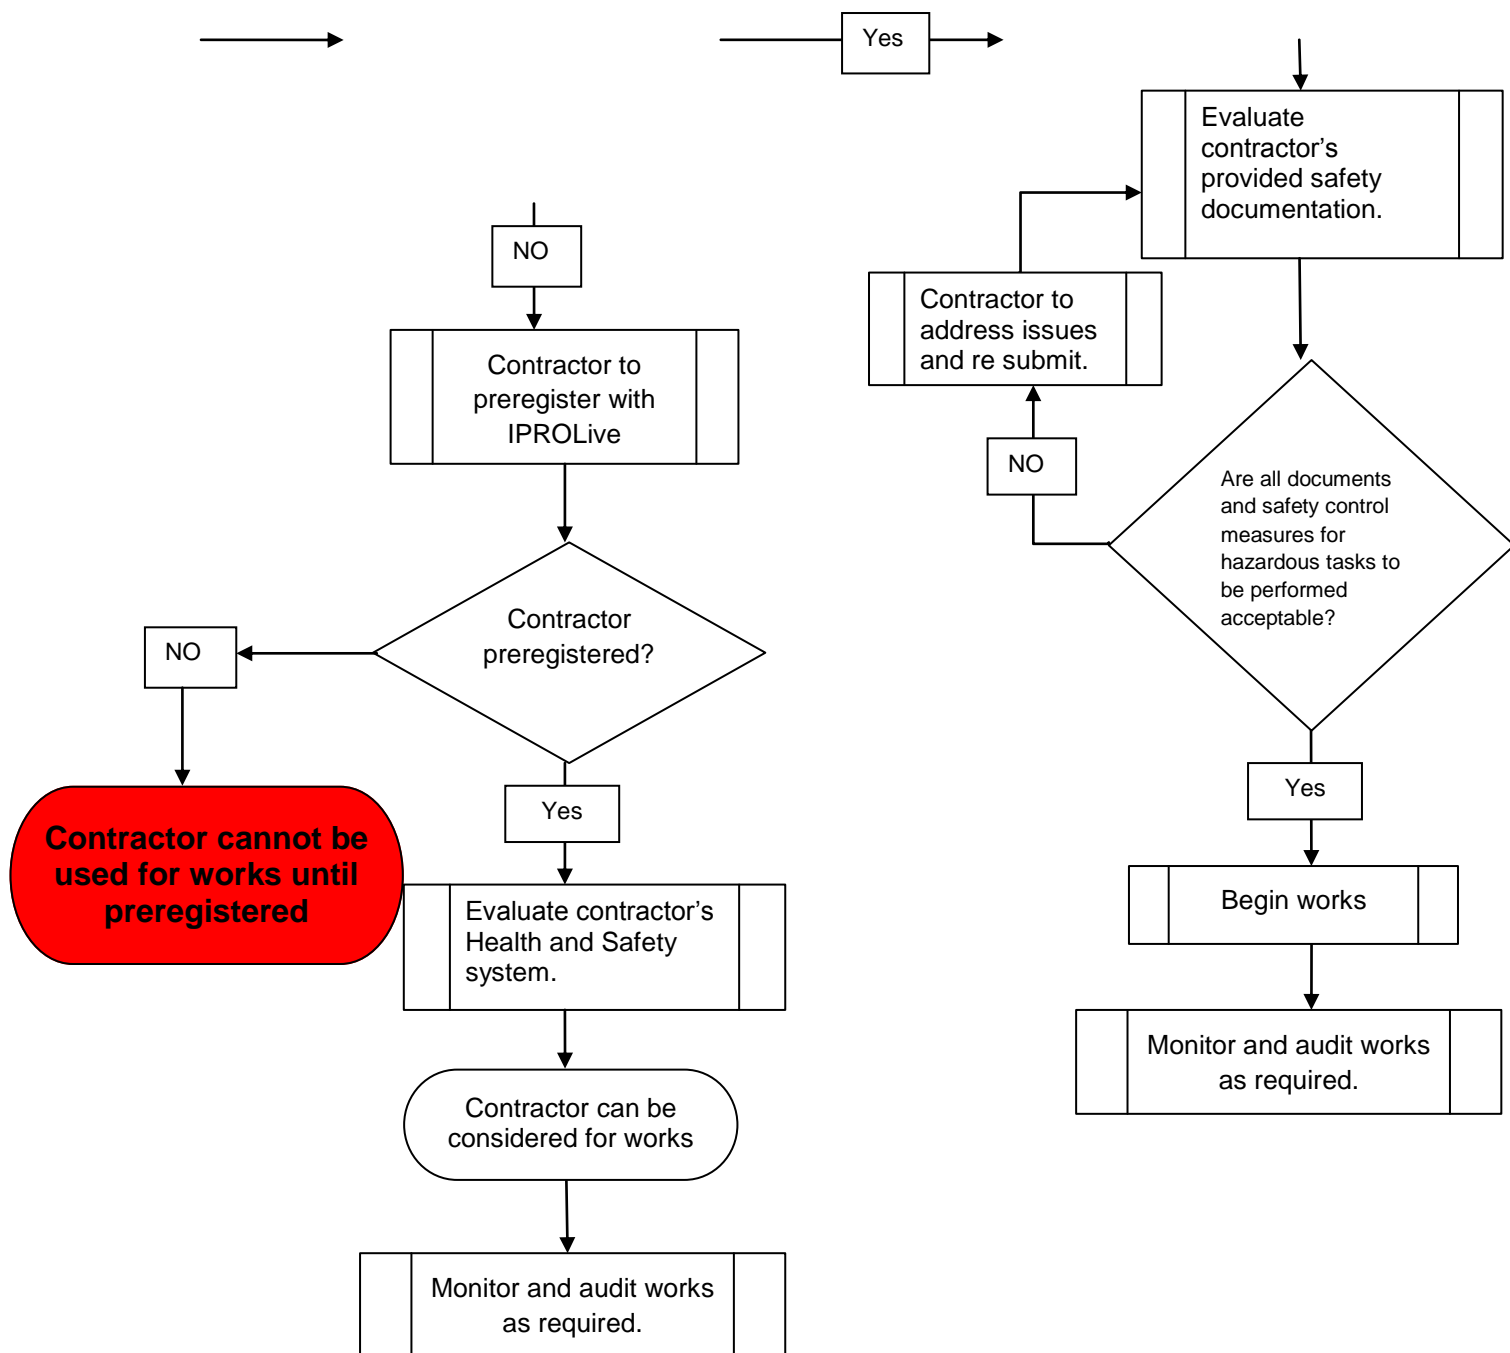 Yes
Evaluate
contractor’s
provided safety
documentation.
NO
Contractor to
address issues
and re submit.
Contractor to
preregister with
IPROLive
NO
Are all documents
and safety control
measures for
hazardous tasks to
be performed
acceptable?
Contractor
preregistered?
NO
Yes
Yes
Contractor cannot be
used for works until
preregistered
Begin works
Evaluate contractor’s
Health and Safety
system.
Monitor and audit works
as required.
Contractor can be
considered for works
Monitor and audit works
as required.